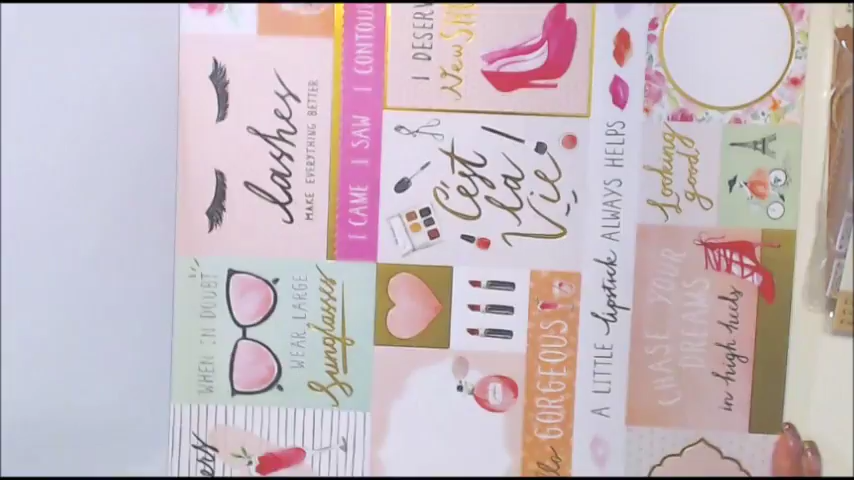 lashes
MAKE EVERYTHING BETTER
I CAME I SAW I CONTOU
I DESERV
New SH
C'est
la
Vie!
A LITTLE lipstick ALWAYS HELPS
Looking
good
WHEN IN DOUBT
WEAR LARGE
Sunglasses
GORGEOUS!
CHASE YOUR
DREAMS
in high heels